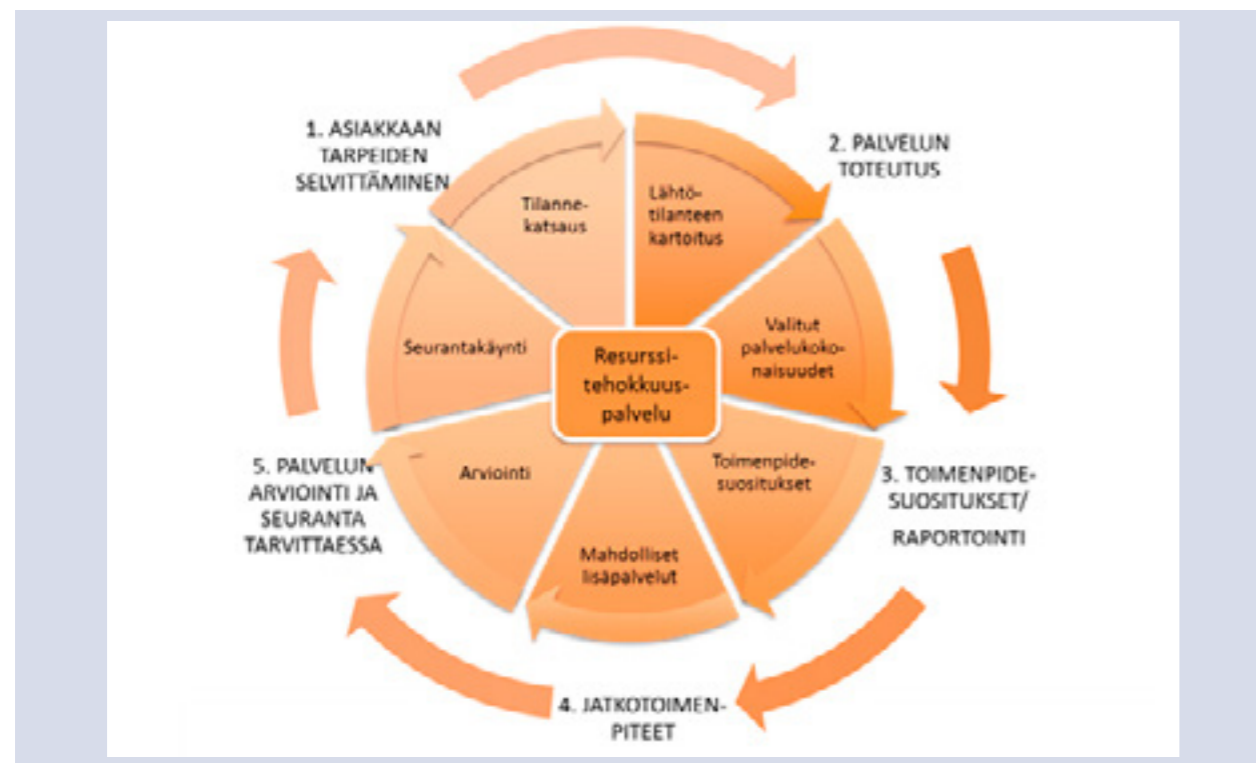 1. ASIAKKAAN
TARPEIDEN
SELVITTÄMINEN
2. PALVELUN
TOTEUTUS
3. TOIMENPIDE-
SUOSITUKSET/
RAPORTOINTI
4. JATKOTOIMEN-
PITEET
5. PALVELUN
ARVIOINTI JA
SEURANTA
TARVITTAESSA
Tilanne-
katsaus
Lähtö-
tilanteen
kartoitus
Valitut
palvelukoko-
naisuudet
Toimenpide-
suositukset
Mahdolliset
lisäpalvelut
Arviointi
Seurantakäynti
Resurssi-
tehokkuus-
palvelu